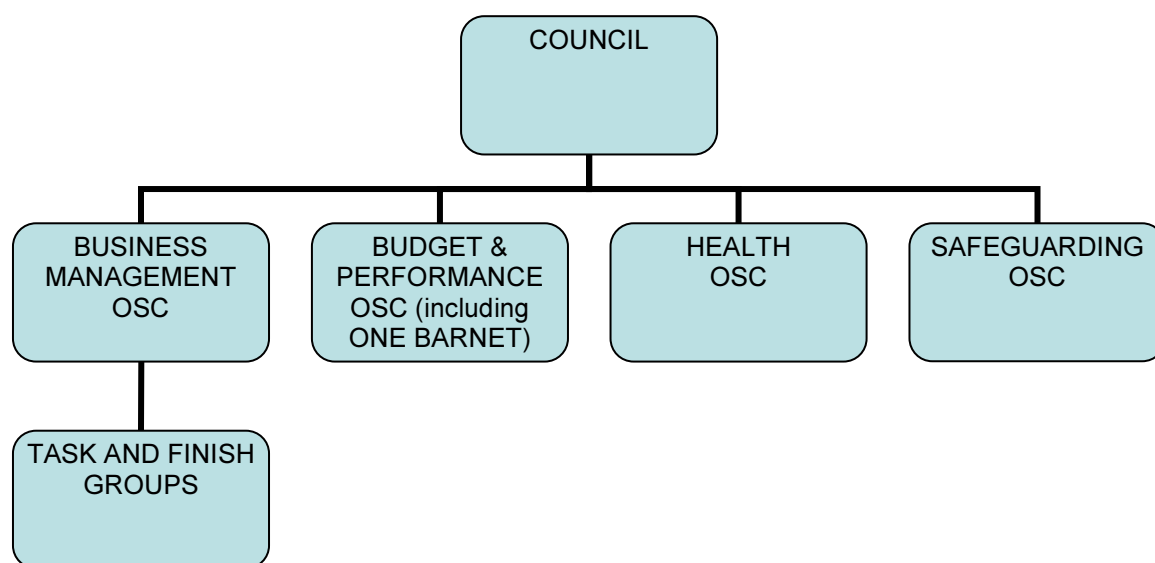 COUNCIL
BUSINESS
MANAGEMENT
OSC
BUDGET &
PERFORMANCE
OSC (including
ONE BARNET)
HEALTH
OSC
SAFEGUARDING
OSC
TASK AND FINISH
GROUPS